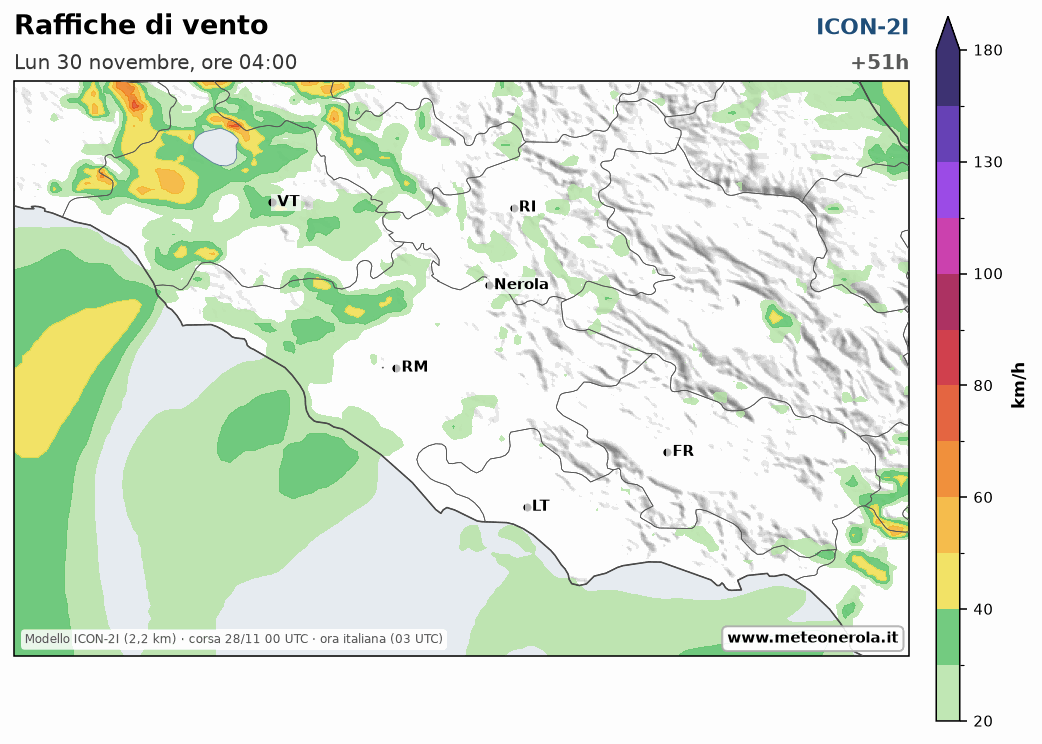 Raffiche di vento
ICON-2I
Lun 30 novembre, ore 04:00
+51h
180
130
100
80
60
40
20
km/h
VT
RI
Nerola
RM
FR
LT
Modello ICON-2I (2,2 km) · corsa 28/11 00 UTC · ora italiana (03 UTC)
www.meteonerola.it